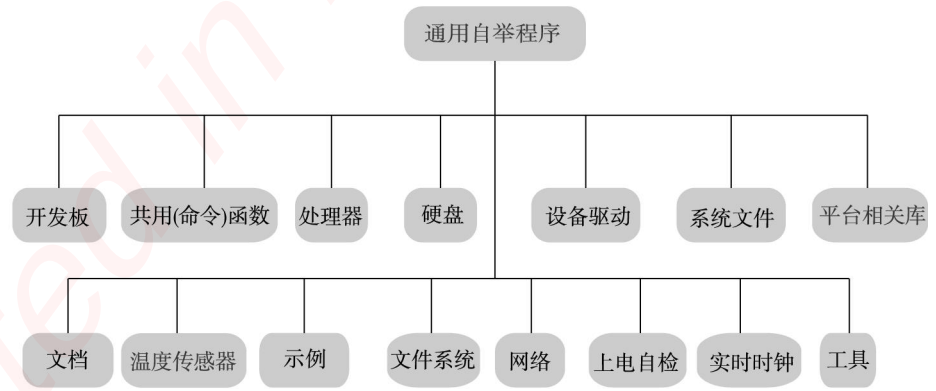 通用自举程序
开发板 共用(命令)函数 处理器 硬盘 设备驱动 系统文件 平台相关库
文档 温度传感器 示例 文件系统 网络 上电自检 实时时钟 工具